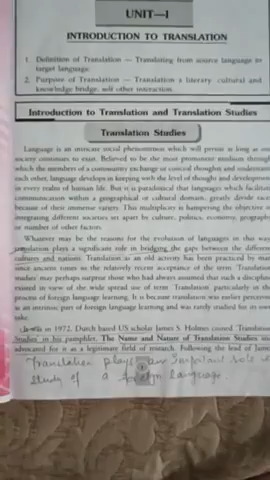 UNIT—I
INTRODUCTION TO TRANSLATION
1. Definition of Translation — Translating from source language to
target language.
2. Purpose of Translation — Translation a literary cultural and
knowledge bridge, self other interaction.
Introduction to Translation and Translation Studies
Translation Studies
Language is an intricate social phenomenon which will persist as long as
society continues to exist. Believed to be the most prominent medium through
which the members of a community exchange or conceal thoughts and understand
each other, language develops in keeping with the level of thought and development
in every realm of human life. But it is paradoxical that languages which facilitate
communication within a geographical of cultural domain, greatly divide
because of their immense variety. This multiplicity is hampering the objective of
integrating different societies set apart by culture, politics, economy, geography
or number of other factors.
Whatever may be the reasons for the evolution of languages in this way
translation plays a significant role in bridging the gaps between the different
cultures and nations. Translation as an old activity has been practiced by man
since ancient times so the relatively recent acceptance of the term 'Translation
Studies' may perhaps surprise those who had always assumed that such a discipline
existed in view of the wide spread use of term. Translation particularly in the
process of foreign language learning. It is because translation was earlier perceived
as an intrinsic part of foreign language learning and was rarely studied for its own
sake.
It was in 1972, Dutch based US scholar James S. Holmes coined 'Translation
Studies' in his pamphlet. The Name and Nature of Translation Studies and
advocated for it as a legitimate field of research. Following the lead of James
Translation plays an Important role in
study of a foreign language